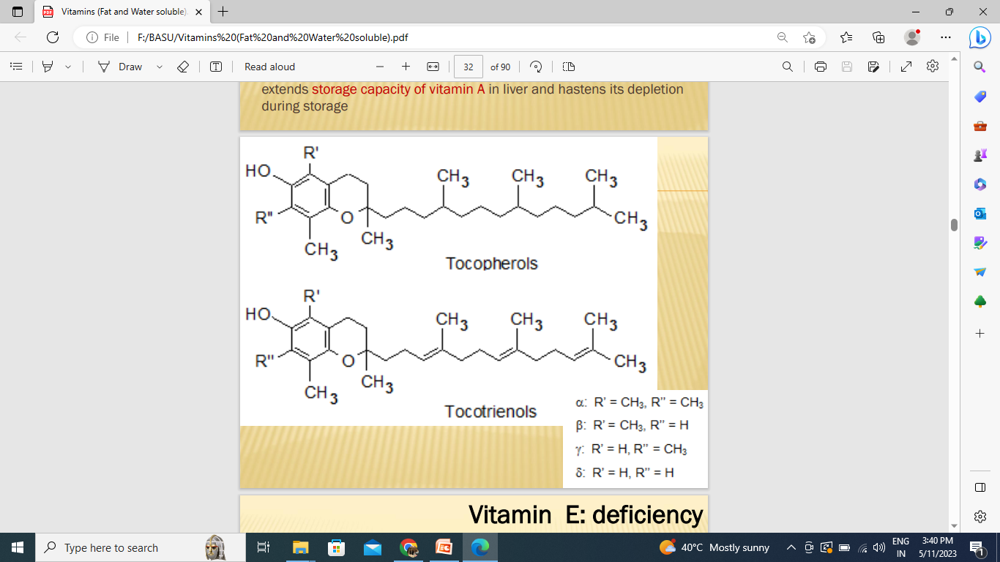 Vitamins (Fat and Water soluble).
File
F:/BASU/Vitamins%20(Fat%20and%20Water%20soluble).pdf
Draw
Read aloud
32
of 90
extends storage capacity of vitamin A in liver and hastens its depletion
during storage
R'
HO
CH3
CH3
CH3
R"
O
CH3
CH3
CH3
Tocopherols
R'
HO
CH3
CH3
CH3
R"
O
CH3
CH3
CH3
Tocotrienols
α: R' = CH3, R'' = CH3
β: R' = CH3, R'' = H
γ: R' = H, R'' = CH3
δ: R' = H, R'' = H
Vitamin E: deficiency
Type here to search
40°C Mostly sunny
ENG
IN
3:40 PM
5/11/2023
1